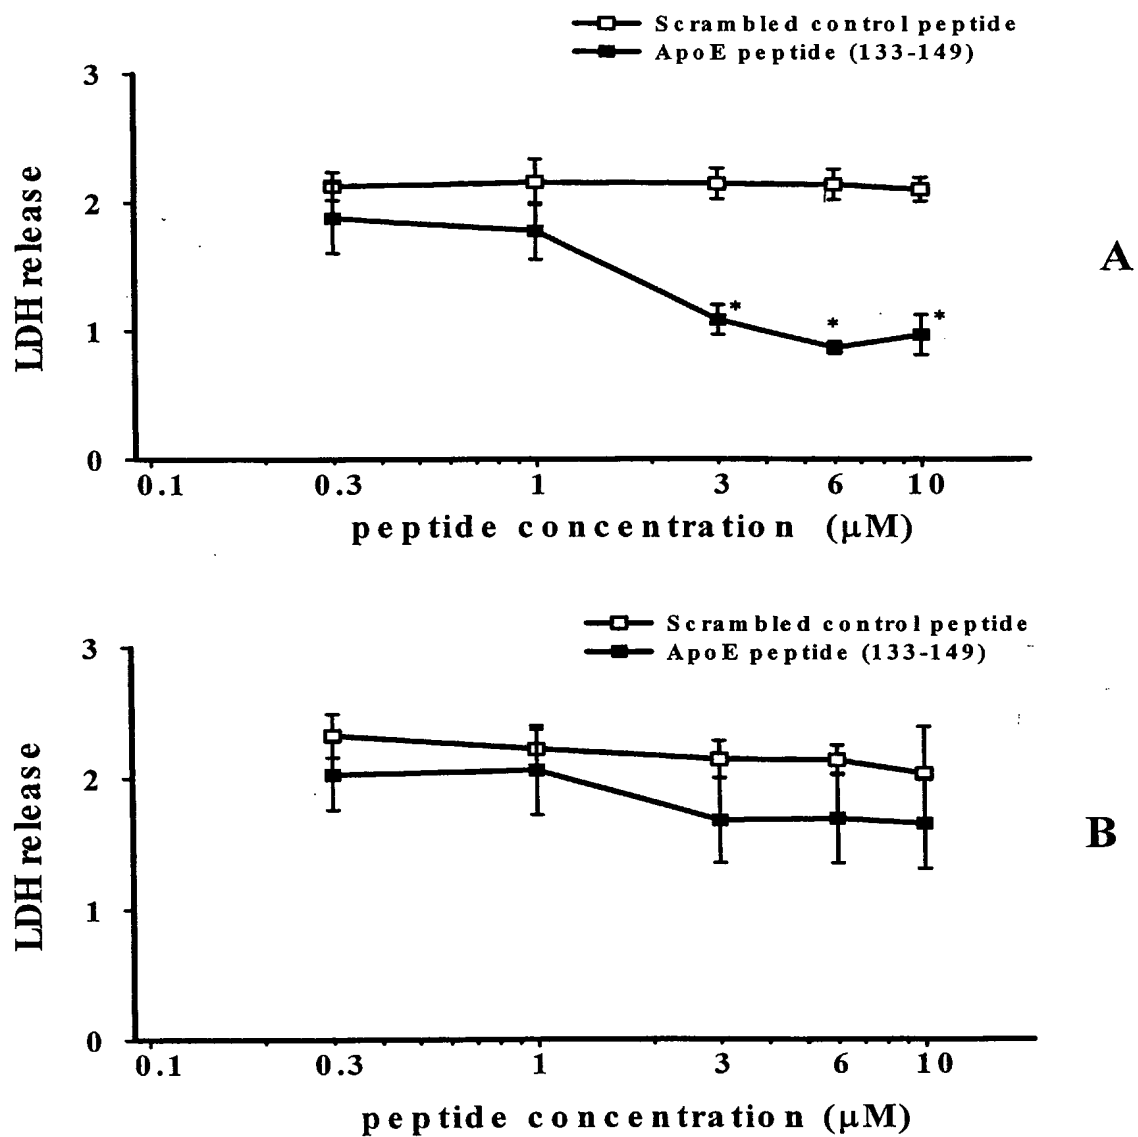 Scrambled control peptide
ApoE peptide (133-149)
3
2
1
0
LDH release
*
*
*
A
0.1 0.3 1 3 6 10
peptide concentration (μM)
Scrambled control peptide
ApoE peptide (133-149)
3
2
1
0
LDH release
B
0.1 0.3 1 3 6 10
peptide concentration (μM)